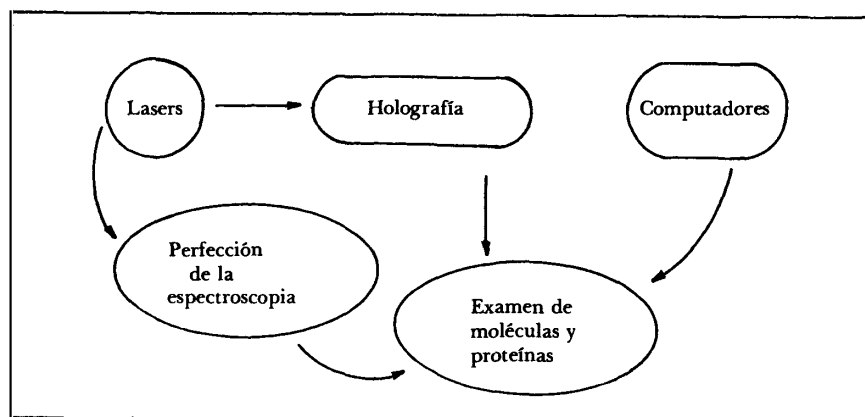 Lasers
Holografía
Computadores
Perfección
de la
espectroscopia
Examen de
moléculas y
proteínas